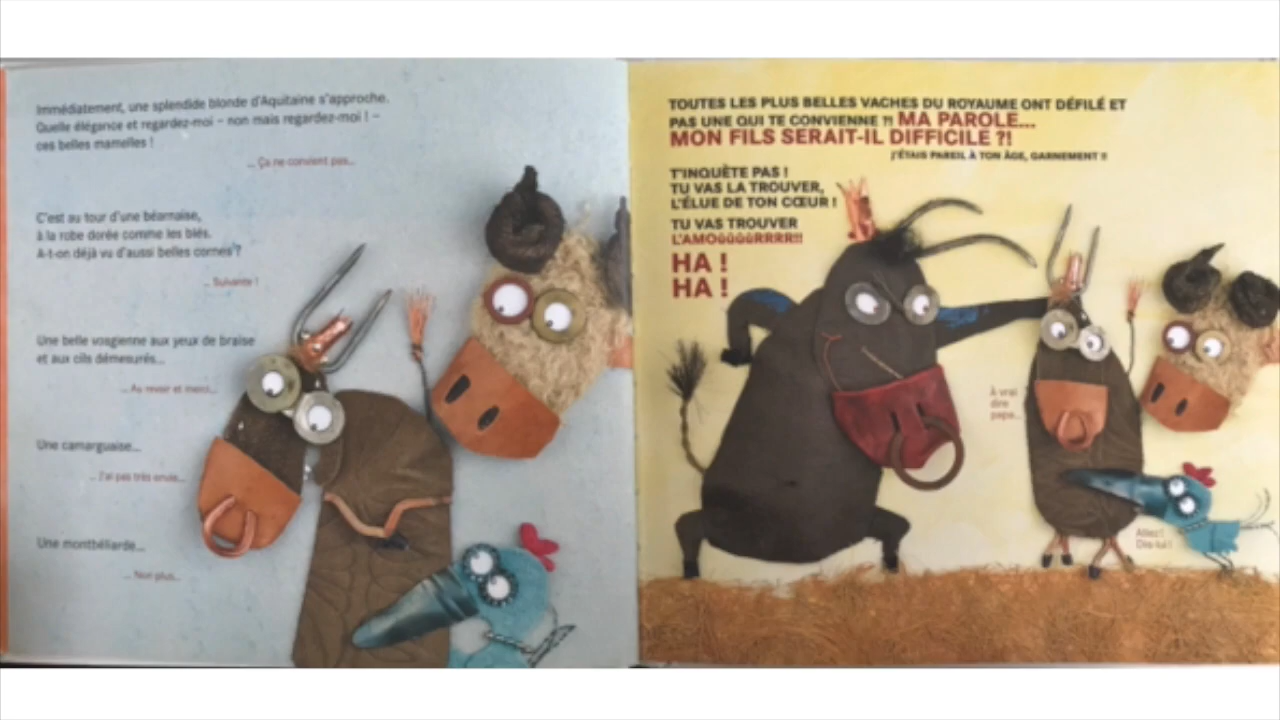 Immédiatement, une splendide blonde d'Aquitaine s'approche.
Quelle élégance et regardez-moi – non mais regardez-moi ! –
ces belles mamelles !
... Ça ne convient pas...
C'est au tour d'une béarnaise,
à la robe dorée comme les blés.
A-t-on déjà vu d'aussi belles cornes ?
... Suivante !
Une belle vosgienne aux yeux de braise
et aux cils démesurés...
... Au revoir et merci...
Une camarguaise...
... J'ai pas très envie...
Une montbéliarde...
... Non plus...
TOUTES LES PLUS BELLES VACHES DU ROYAUME ONT DÉFILÉ ET
PAS UNE QUI TE CONVIENNE ?! MA PAROLE...
MON FILS SERAIT-IL DIFFICILE ?!
J'ÉTAIS PAREIL À TON ÂGE, GARNEMENT !!
T'INQUÈTE PAS !
TU VAS LA TROUVER,
L'ÉLUE DE TON CŒUR !
TU VAS TROUVER
L'AMOûûûûRRRR!!
HA !
HA !
À vrai
dire
papa...
Allez !
Dis-lui !